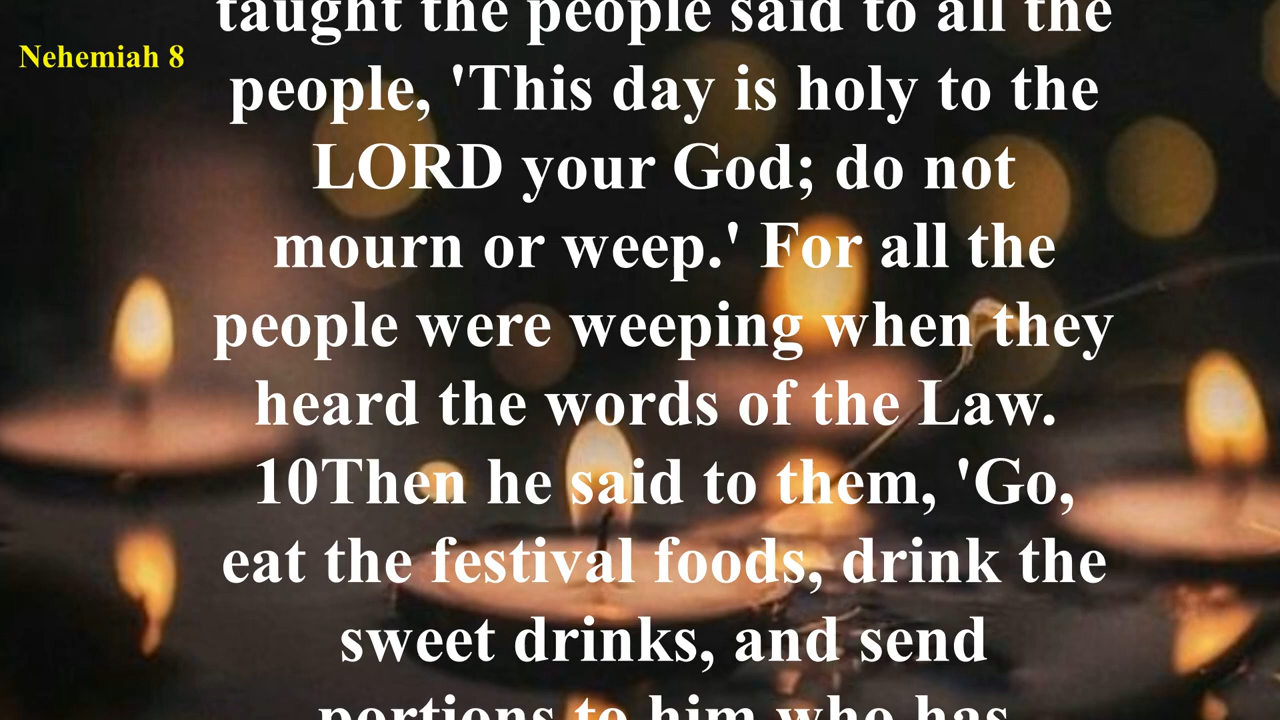 Nehemiah 8
taught the people said to all the
people, 'This day is holy to the
LORD your God; do not
mourn or weep.' For all the
people were weeping when they
heard the words of the Law.
10Then he said to them, 'Go,
eat the festival foods, drink the
sweet drinks, and send
portions to him who has